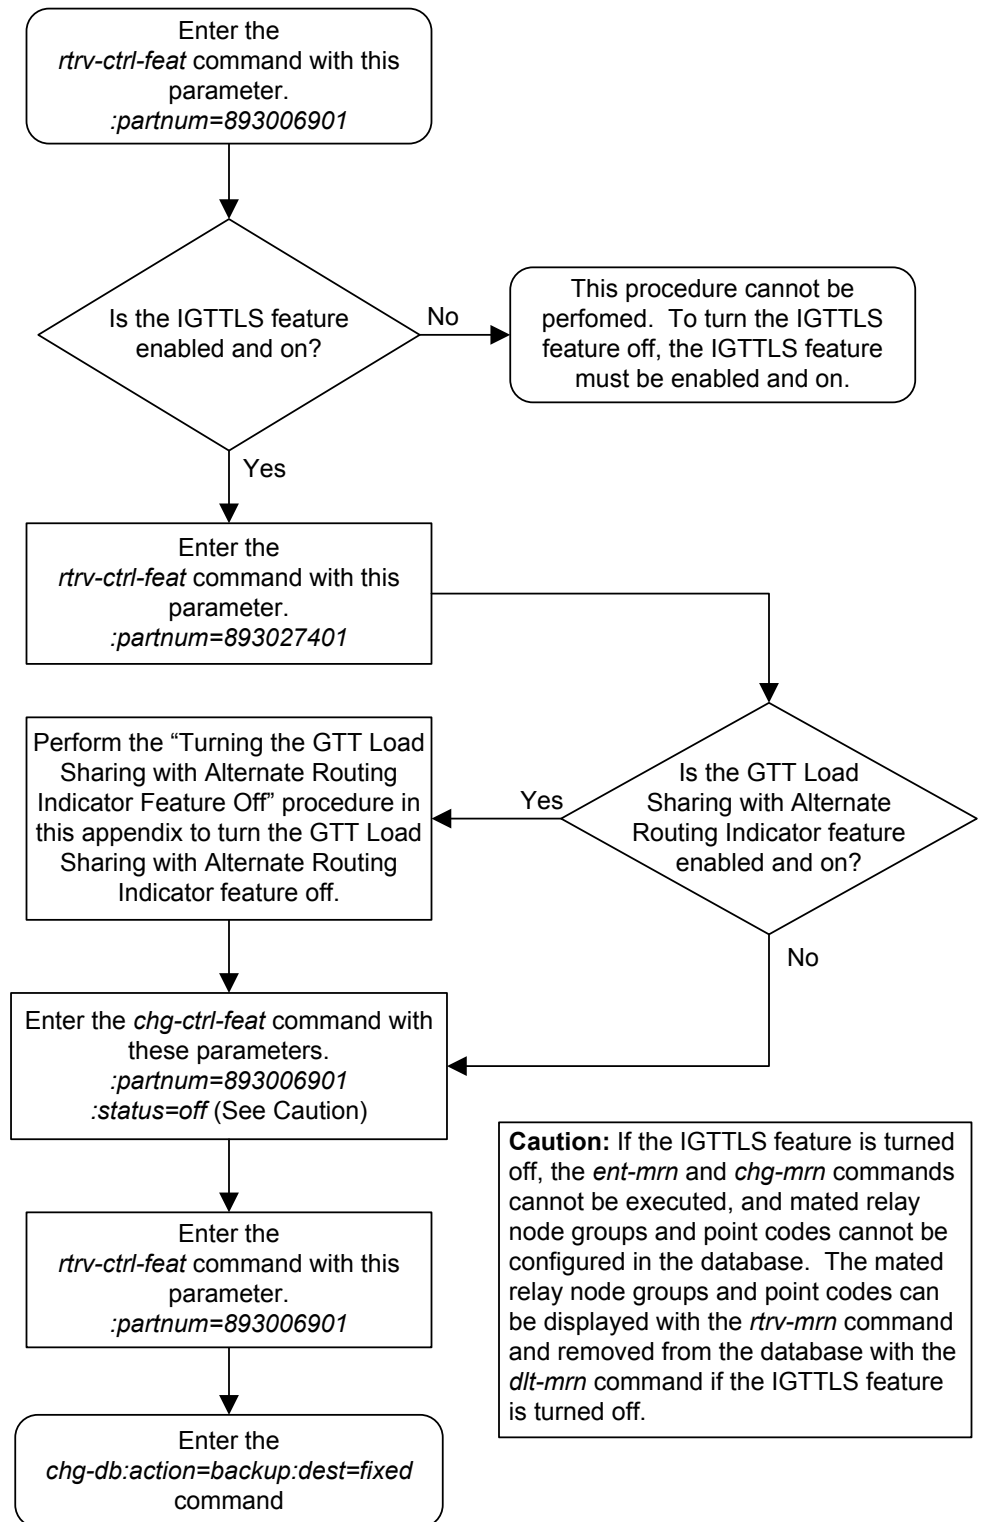 Enter the
rtrv-ctrl-feat command with this
parameter.
:partnum=893006901
Is the IGTTLS feature
enabled and on?
No
This procedure cannot be
perfomed. To turn the IGTTLS
feature off, the IGTTLS feature
must be enabled and on.
Yes
Enter the
rtrv-ctrl-feat command with this
parameter.
:partnum=893027401
Is the GTT Load
Sharing with Alternate
Routing Indicator feature
enabled and on?
Yes
Perform the “Turning the GTT Load
Sharing with Alternate Routing
Indicator Feature Off” procedure in
this appendix to turn the GTT Load
Sharing with Alternate Routing
Indicator feature off.
No
Enter the chg-ctrl-feat command with
these parameters.
:partnum=893006901
:status=off (See Caution)
Caution: If the IGTTLS feature is turned
off, the ent-mrn and chg-mrn commands
cannot be executed, and mated relay
node groups and point codes cannot be
configured in the database. The mated
relay node groups and point codes can
be displayed with the rtrv-mrn command
and removed from the database with the
dlt-mrn command if the IGTTLS feature
is turned off.
Enter the
rtrv-ctrl-feat command with this
parameter.
:partnum=893006901
Enter the
chg-db:action=backup:dest=fixed
command